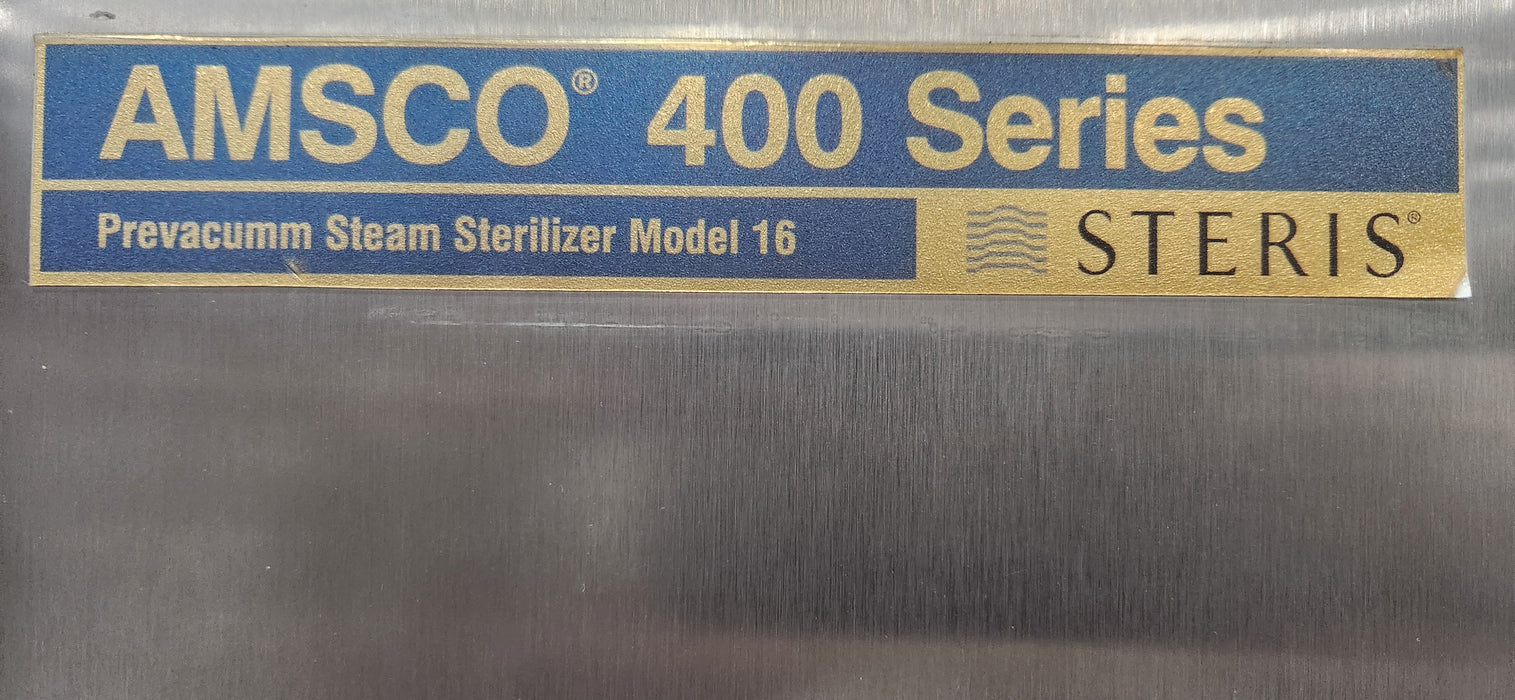 AMSCO® 400 Series
Prevacumm Steam Sterilizer Model 16
STERIS®